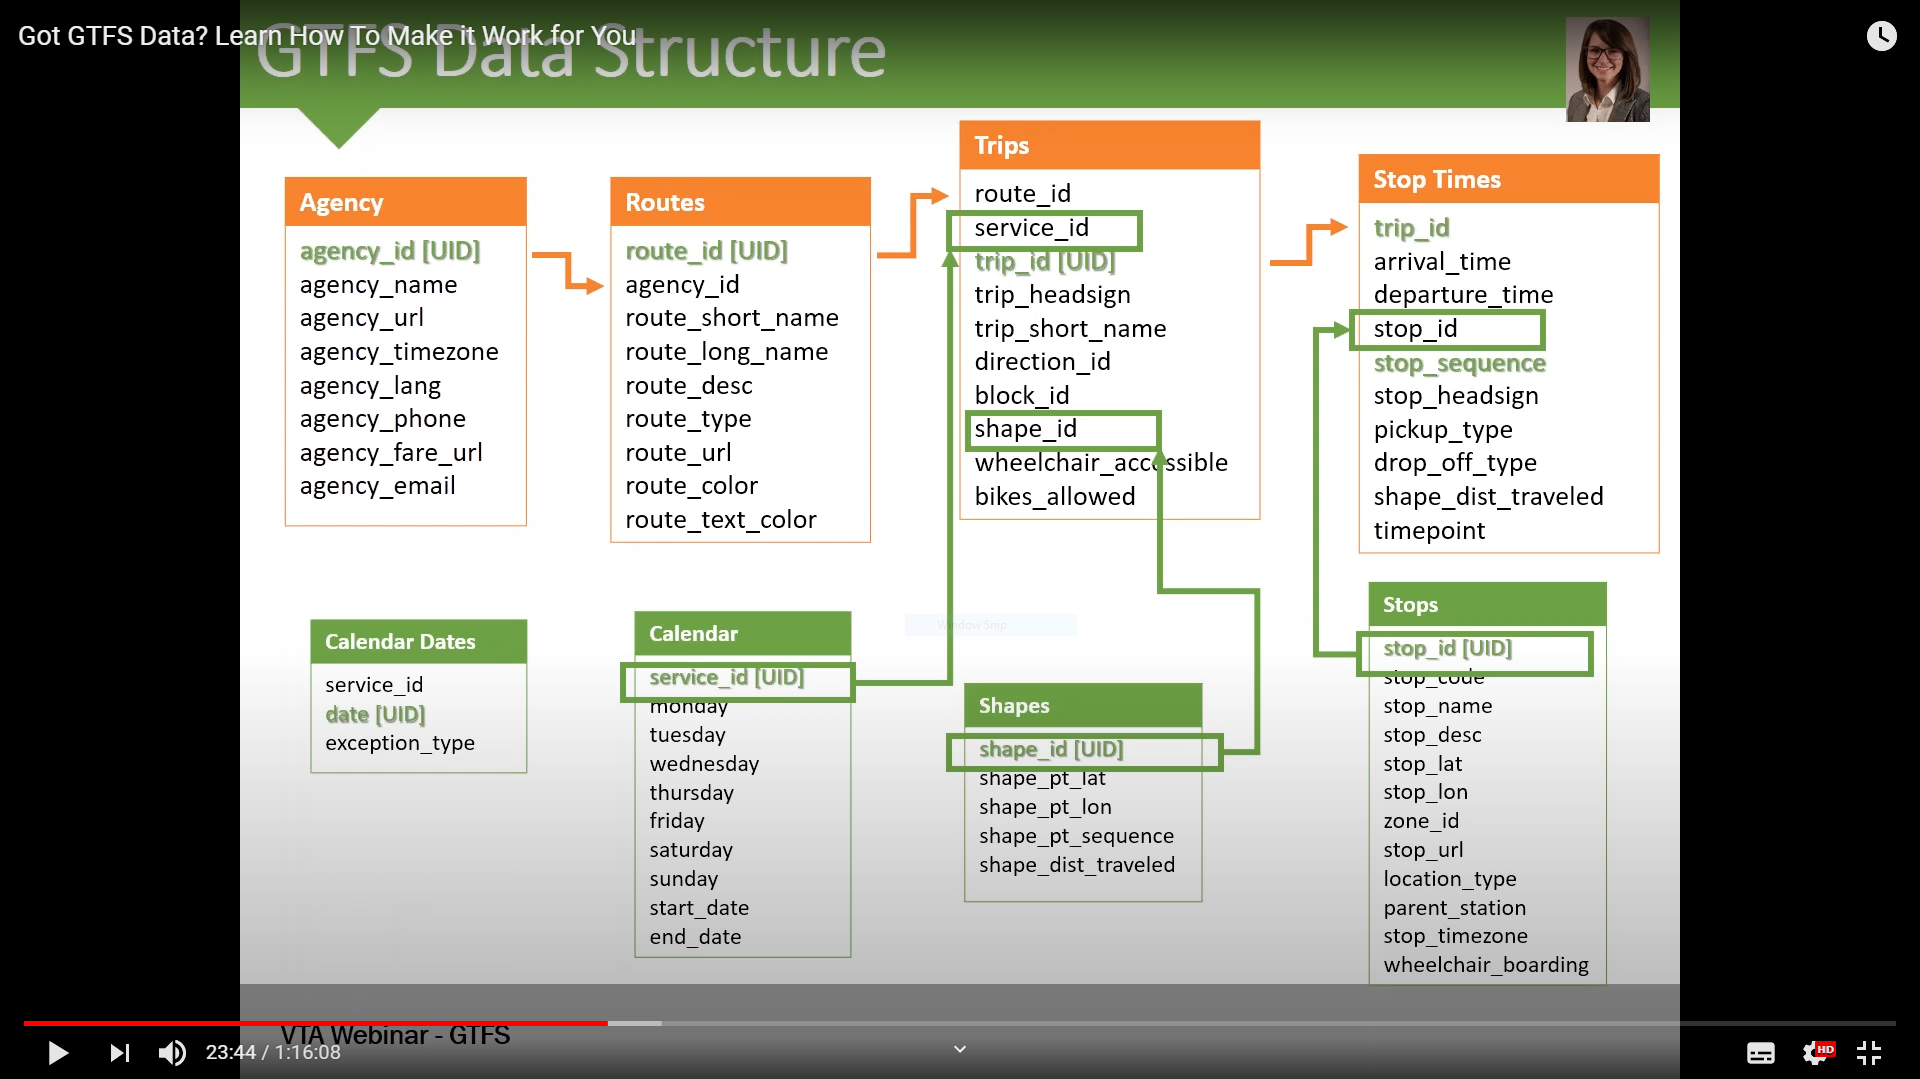 Got GTFS Data? Learn How To Make it Work for You
GTFS Data Structure
Agency
agency_id [UID]
agency_name
agency_url
agency_timezone
agency_lang
agency_phone
agency_fare_url
agency_email
Routes
route_id [UID]
agency_id
route_short_name
route_long_name
route_desc
route_type
route_url
route_color
route_text_color
Trips
route_id
service_id
trip_id [UID]
trip_headsign
trip_short_name
direction_id
block_id
shape_id
wheelchair_accessible
bikes_allowed
Stop Times
trip_id
arrival_time
departure_time
stop_id
stop_sequence
stop_headsign
pickup_type
drop_off_type
shape_dist_traveled
timepoint
Calendar Dates
service_id
date [UID]
exception_type
Calendar
service_id [UID]
monday
tuesday
wednesday
thursday
friday
saturday
sunday
start_date
end_date
Window Snip
Shapes
shape_id [UID]
shape_pt_lat
shape_pt_lon
shape_pt_sequence
shape_dist_traveled
Stops
stop_id [UID]
stop_code
stop_name
stop_desc
stop_lat
stop_lon
zone_id
stop_url
location_type
parent_station
stop_timezone
wheelchair_boarding
VTA Webinar - GTFS
23:44 / 1:16:08
HD